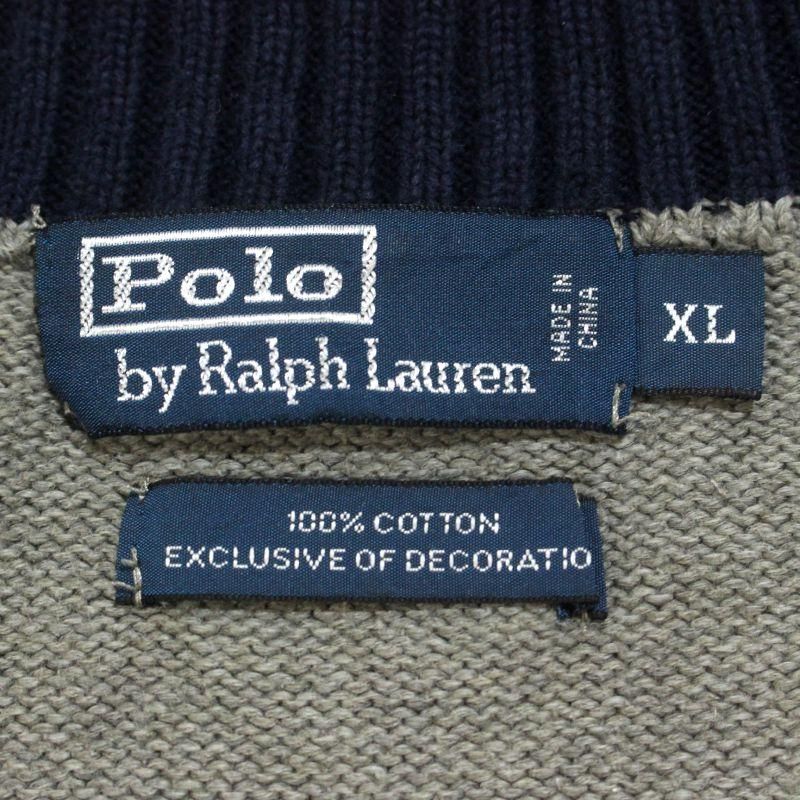 Polo
by Ralph Lauren
MADE IN
CHINA
XL
100% COTTON
EXCLUSIVE OF DECORATIO